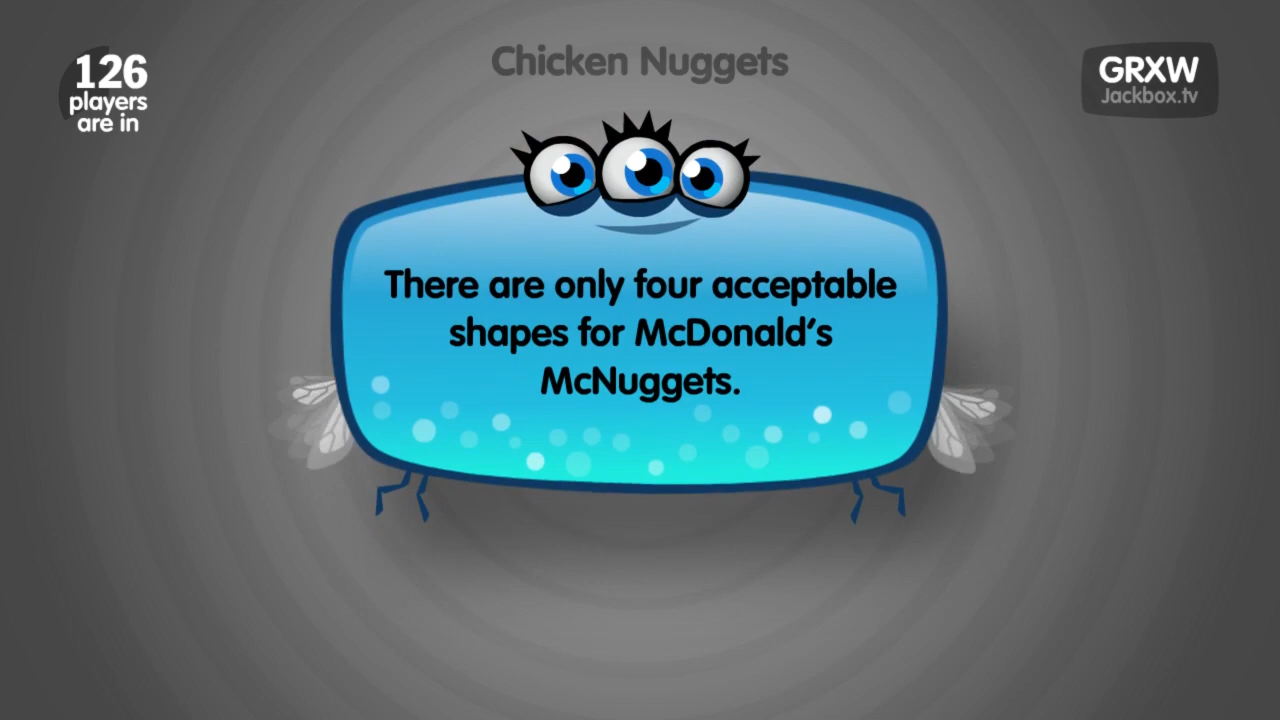 126
players
are in
Chicken Nuggets
GRXW
Jackbox.tv
There are only four acceptable
shapes for McDonald's
McNuggets.